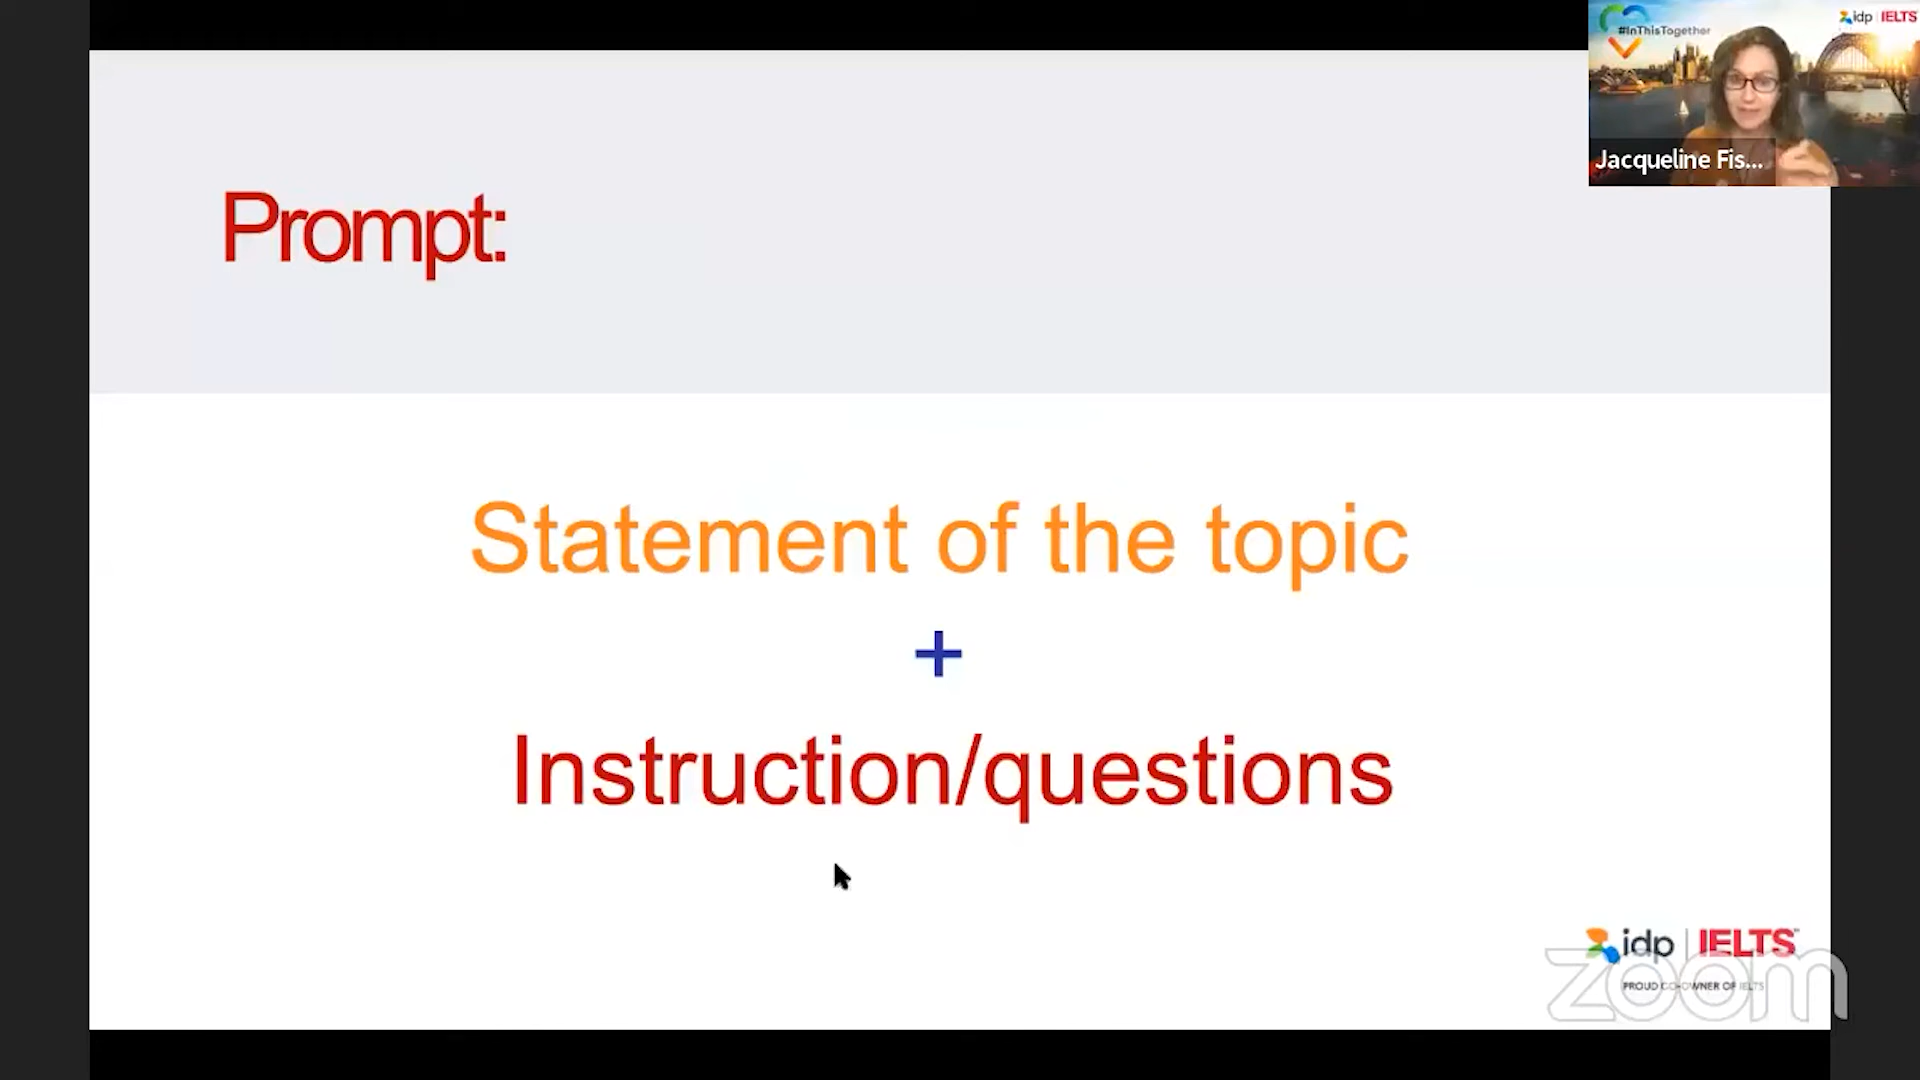 #InThisTogether
idp | IELTS
Jacqueline Fis...
Prompt:
Statement of the topic
+
Instruction/questions
idp | IELTS
PROUD CO-OWNER OF IELTS
zoom